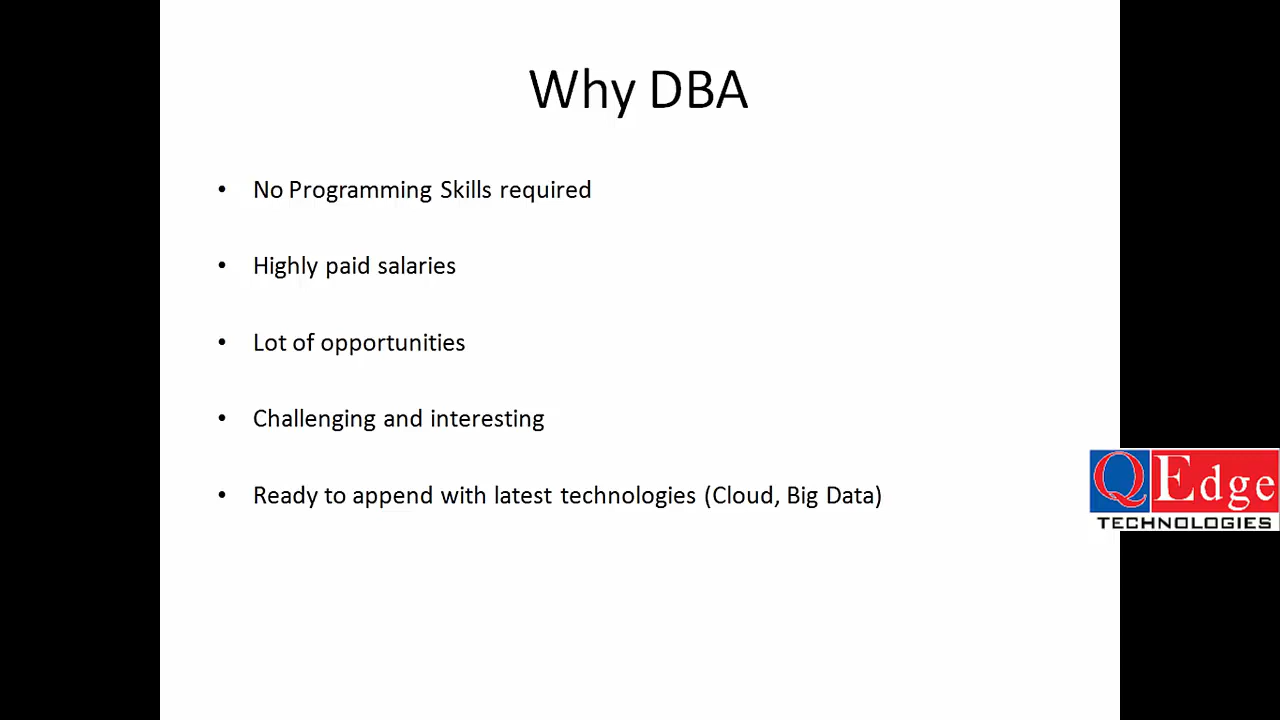 Why DBA
• No Programming Skills required
• Highly paid salaries
• Lot of opportunities
• Challenging and interesting
• Ready to append with latest technologies (Cloud, Big Data)
QEdge
TECHNOLOGIES